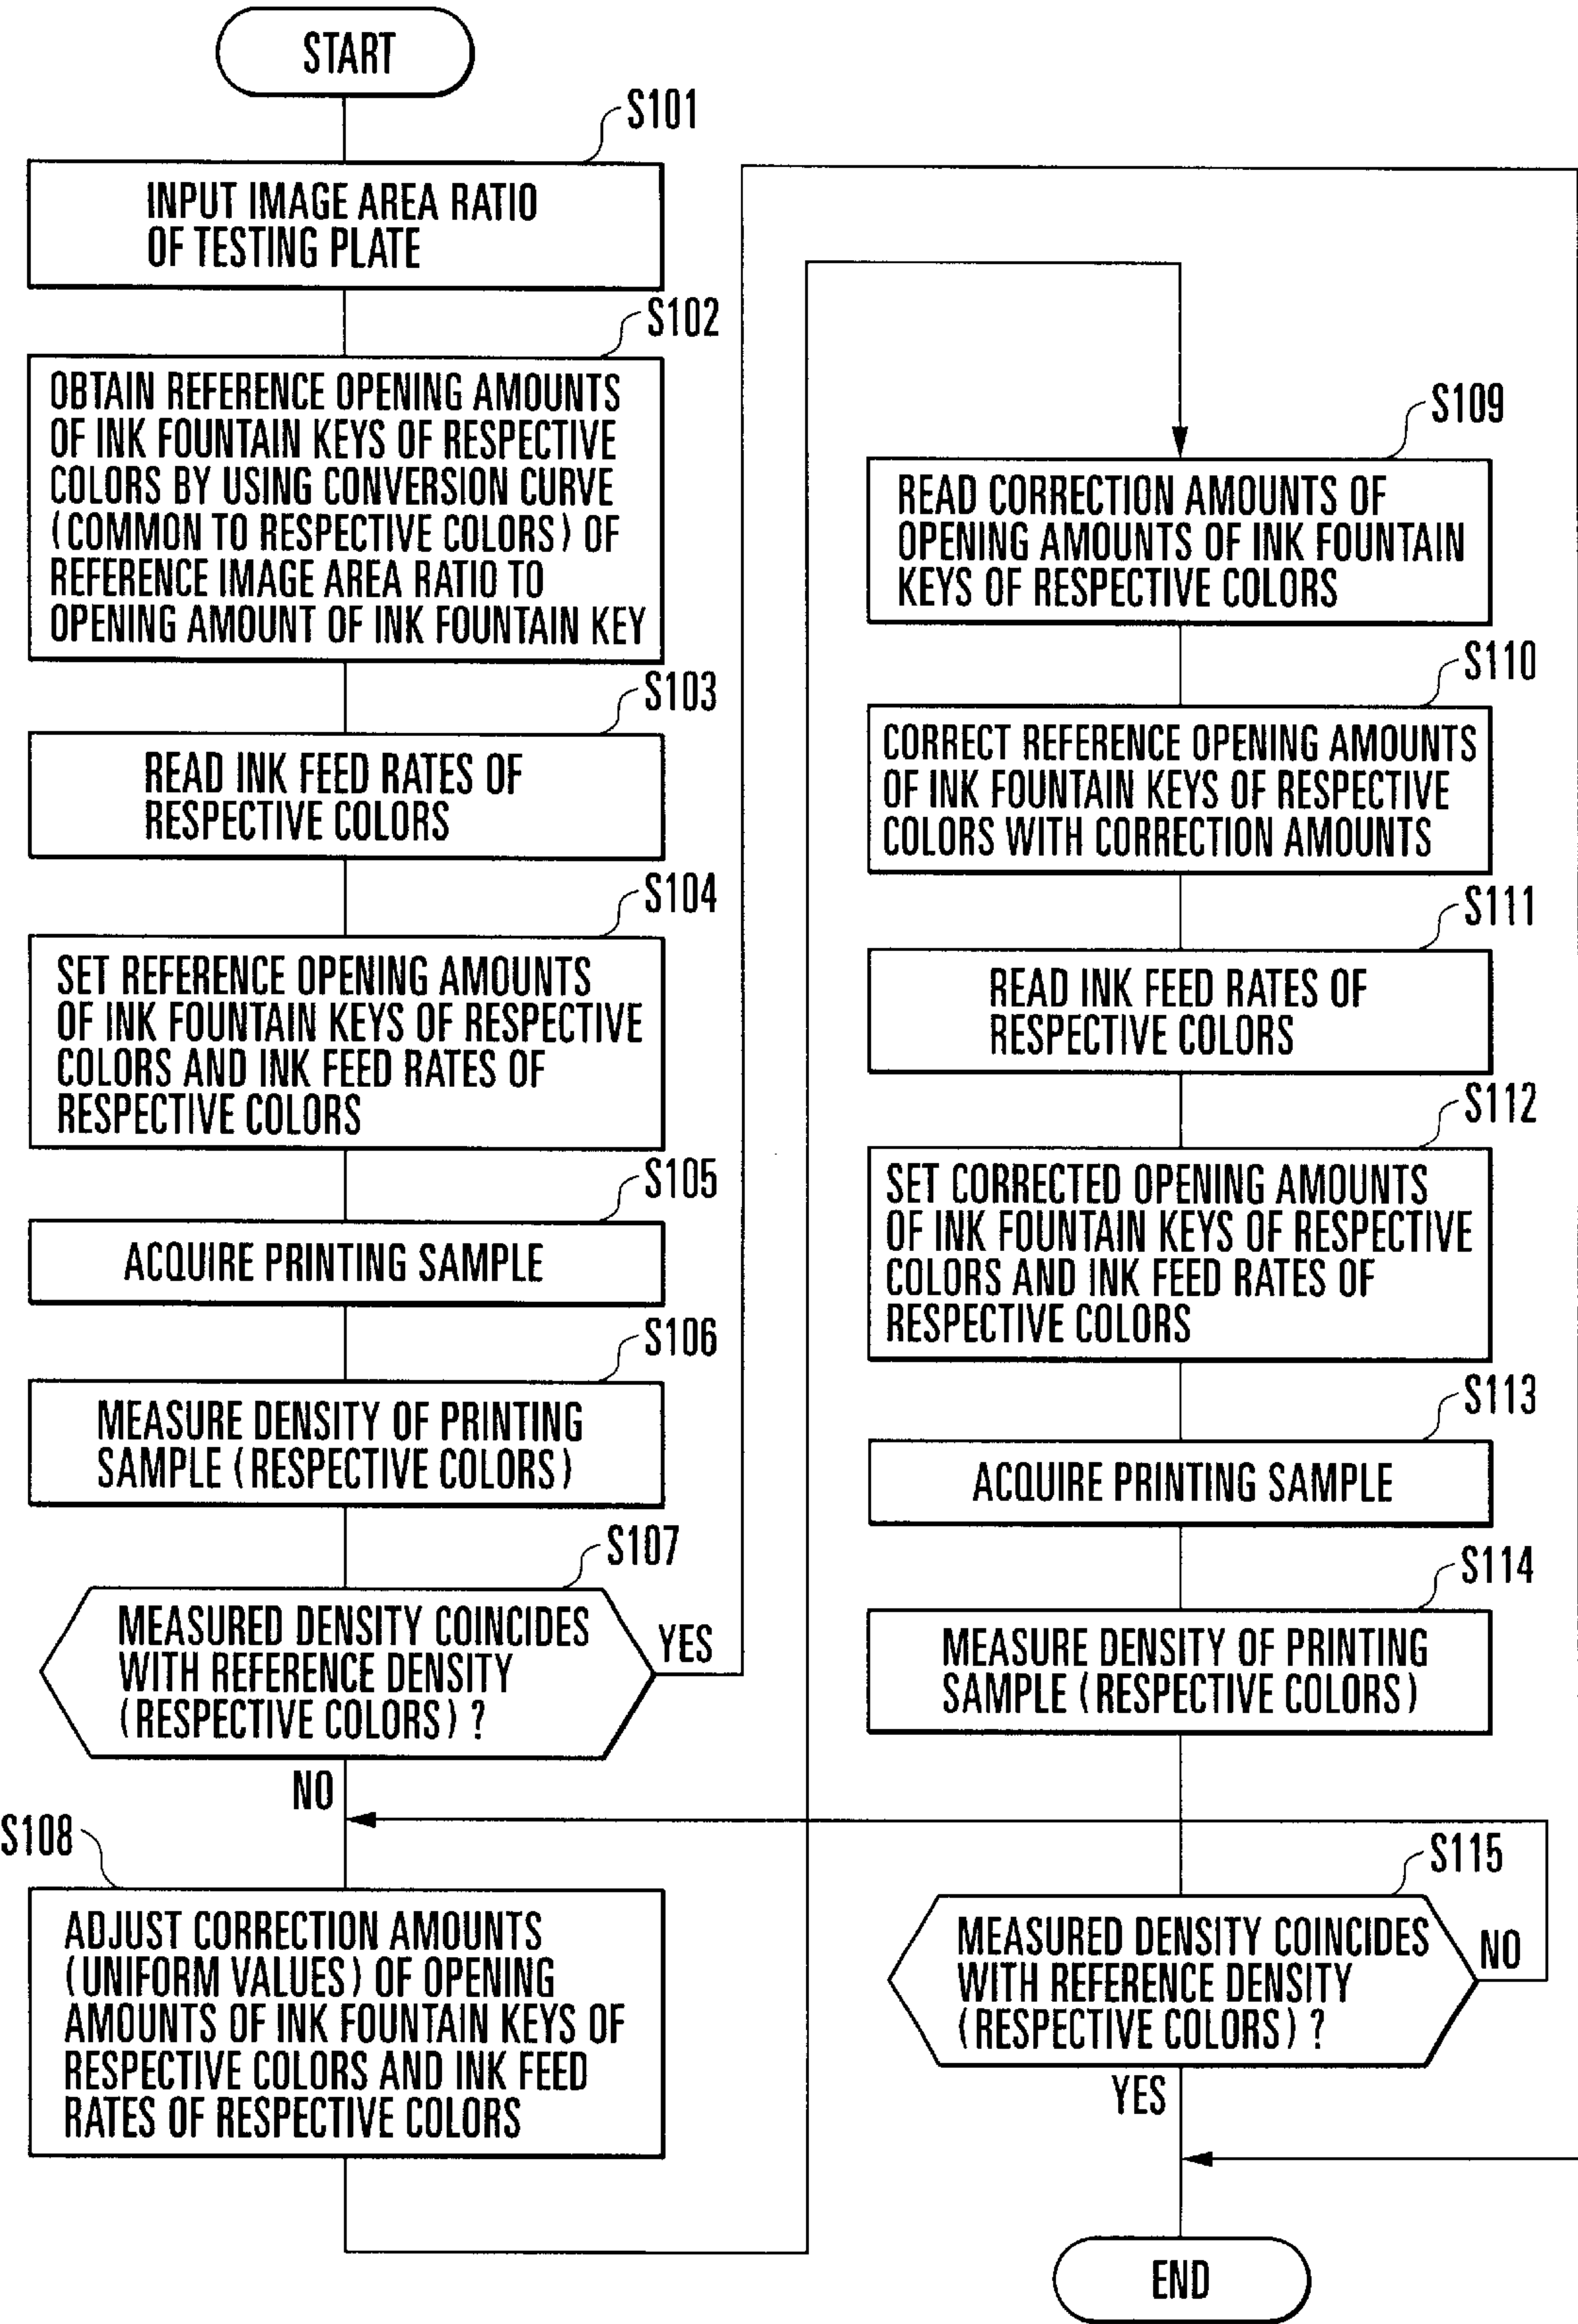 START
S101
INPUT IMAGE AREA RATIO
OF TESTING PLATE
S102
OBTAIN REFERENCE OPENING AMOUNTS
OF INK FOUNTAIN KEYS OF RESPECTIVE
COLORS BY USING CONVERSION CURVE
(COMMON TO RESPECTIVE COLORS) OF
REFERENCE IMAGE AREA RATIO TO
OPENING AMOUNT OF INK FOUNTAIN KEY
S103
READ INK FEED RATES OF
RESPECTIVE COLORS
S104
SET REFERENCE OPENING AMOUNTS
OF INK FOUNTAIN KEYS OF RESPECTIVE
COLORS AND INK FEED RATES OF
RESPECTIVE COLORS
S105
ACQUIRE PRINTING SAMPLE
S106
MEASURE DENSITY OF PRINTING
SAMPLE (RESPECTIVE COLORS)
S107
MEASURED DENSITY COINCIDES
WITH REFERENCE DENSITY
(RESPECTIVE COLORS) ?
YES
NO
S108
ADJUST CORRECTION AMOUNTS
(UNIFORM VALUES) OF OPENING
AMOUNTS OF INK FOUNTAIN KEYS OF
RESPECTIVE COLORS AND INK FEED
RATES OF RESPECTIVE COLORS
S109
READ CORRECTION AMOUNTS OF
OPENING AMOUNTS OF INK FOUNTAIN
KEYS OF RESPECTIVE COLORS
S110
CORRECT REFERENCE OPENING AMOUNTS
OF INK FOUNTAIN KEYS OF RESPECTIVE
COLORS WITH CORRECTION AMOUNTS
S111
READ INK FEED RATES OF
RESPECTIVE COLORS
S112
SET CORRECTED OPENING AMOUNTS
OF INK FOUNTAIN KEYS OF RESPECTIVE
COLORS AND INK FEED RATES OF
RESPECTIVE COLORS
S113
ACQUIRE PRINTING SAMPLE
S114
MEASURE DENSITY OF PRINTING
SAMPLE (RESPECTIVE COLORS)
S115
MEASURED DENSITY COINCIDES
WITH REFERENCE DENSITY
(RESPECTIVE COLORS) ?
NO
YES
END